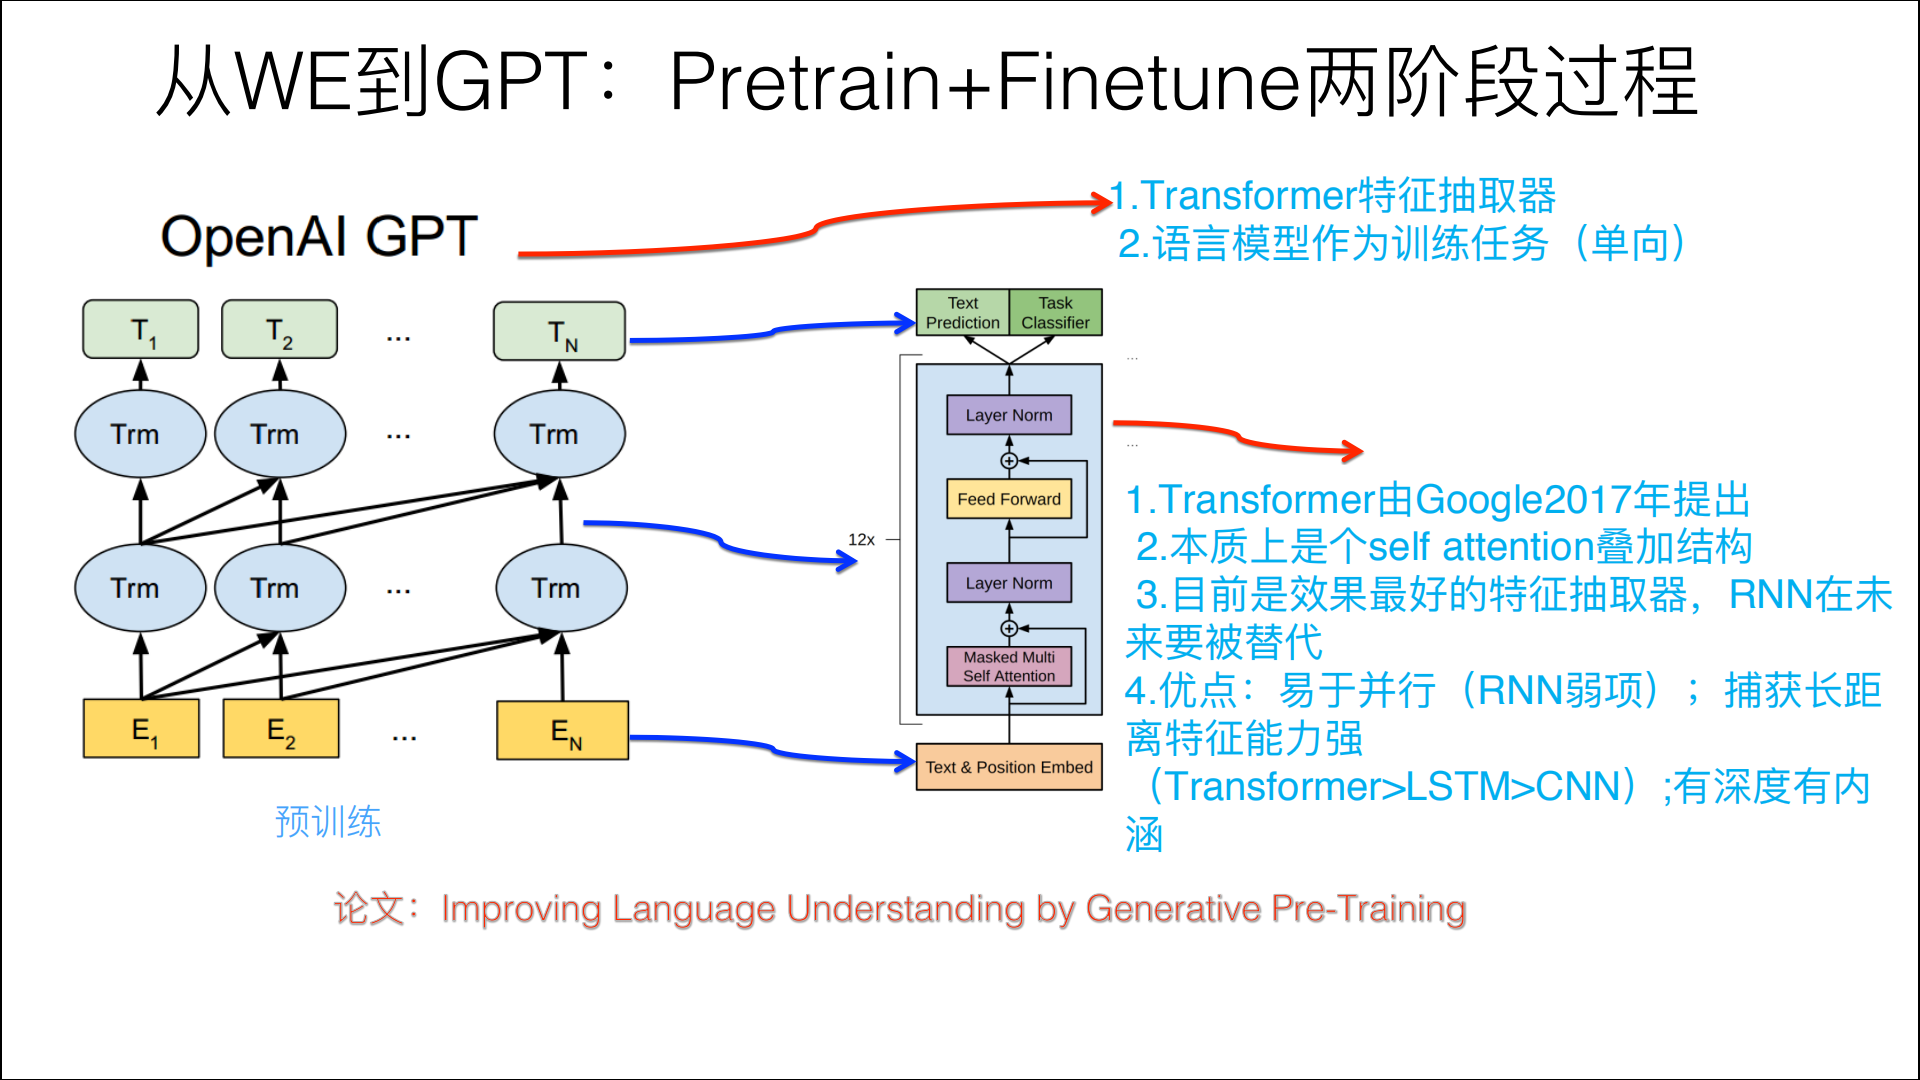 从WE到GPT：Pretrain+Finetune两阶段过程
OpenAI GPT
1.Transformer特征抽取器
2.语言模型作为训练任务（单向）
T1 T2 ... TN
Trm Trm ... Trm
Trm Trm ... Trm
E1 E2 ... EN
预训练
Text Prediction
Task Classifier
...
...
Layer Norm
+
Feed Forward
12x
Layer Norm
+
Masked Multi
Self Attention
Text & Position Embed
1.Transformer由Google2017年提出
2.本质上是个self attention叠加结构
3.目前是效果最好的特征抽取器，RNN在未
来要被替代
4.优点：易于并行（RNN弱项）；捕获长距
离特征能力强
（Transformer>LSTM>CNN）;有深度有内
涵
论文：Improving Language Understanding by Generative Pre-Training